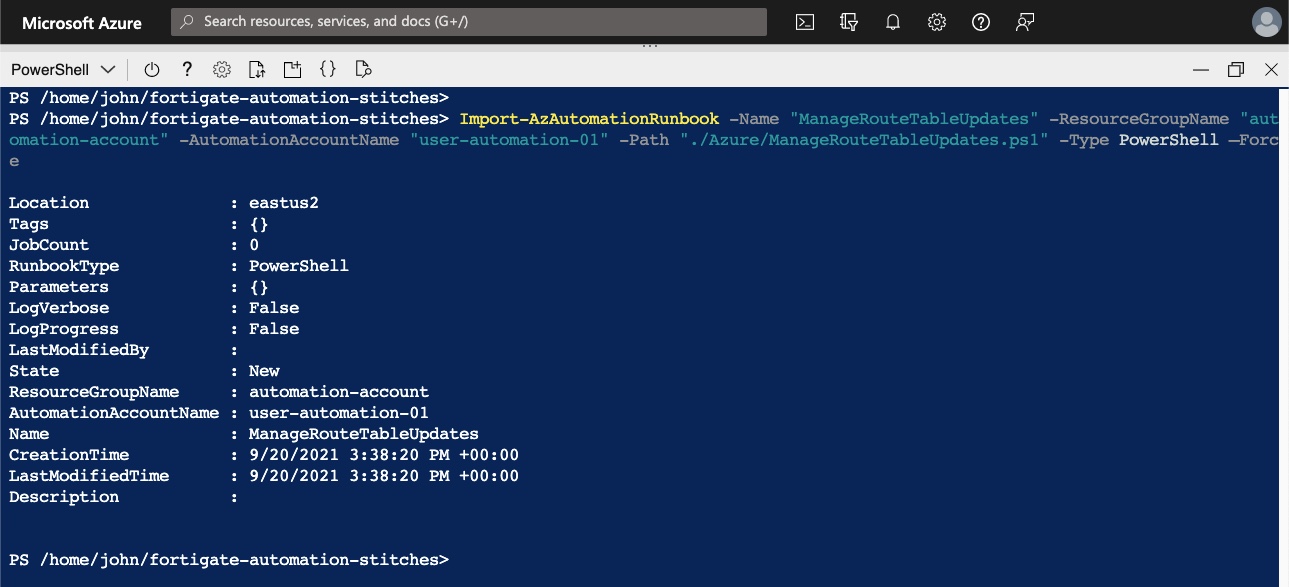 Microsoft Azure
Search resources, services, and docs (G+/)
PowerShell
PS /home/john/fortigate-automation-stitches>
PS /home/john/fortigate-automation-stitches> Import-AzAutomationRunbook -Name "ManageRouteTableUpdates" -ResourceGroupName "aut
omation-account" -AutomationAccountName "user-automation-01" -Path "./Azure/ManageRouteTableUpdates.ps1" -Type PowerShell –Forc
e
Location : eastus2
Tags : {}
JobCount : 0
RunbookType : PowerShell
Parameters : {}
LogVerbose : False
LogProgress : False
LastModifiedBy :
State : New
ResourceGroupName : automation-account
AutomationAccountName : user-automation-01
Name : ManageRouteTableUpdates
CreationTime : 9/20/2021 3:38:20 PM +00:00
LastModifiedTime : 9/20/2021 3:38:20 PM +00:00
Description :
PS /home/john/fortigate-automation-stitches>